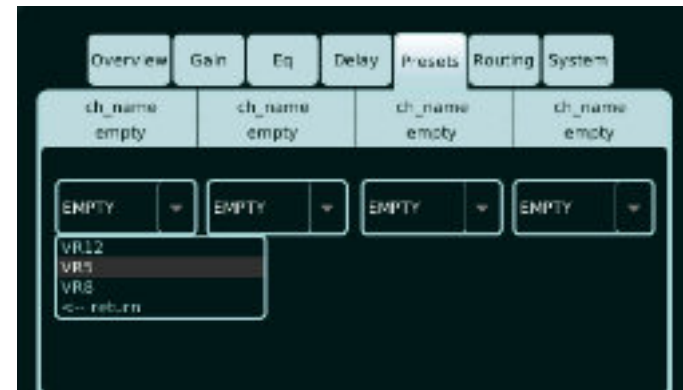 Overview Gain Eq Delay Presets Routing System
ch_name ch_name ch_name ch_name
empty empty empty empty
EMPTY EMPTY EMPTY EMPTY
VR12
VR5
VR8
<-- return